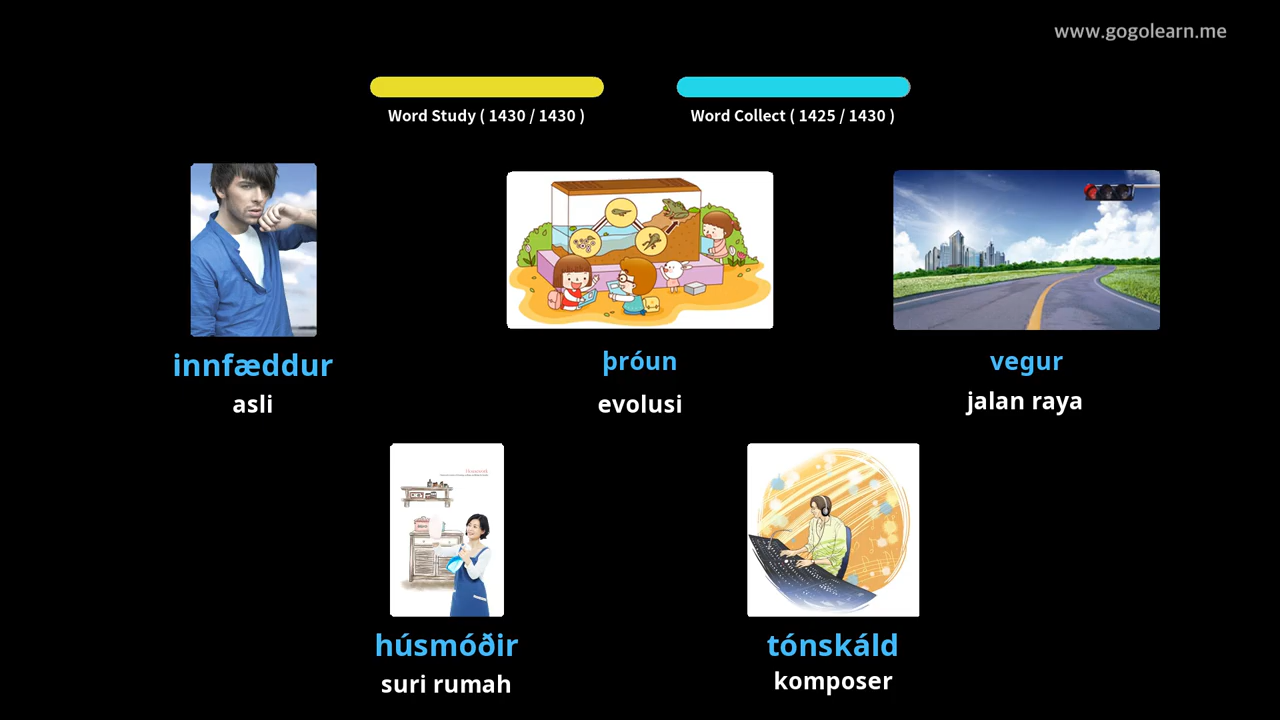 www.gogolearn.me
Word Study ( 1430 / 1430 )
Word Collect ( 1425 / 1430 )
innfæddur
asli
þróun
evolusi
vegur
jalan raya
húsmóðir
suri rumah
tónskáld
komposer